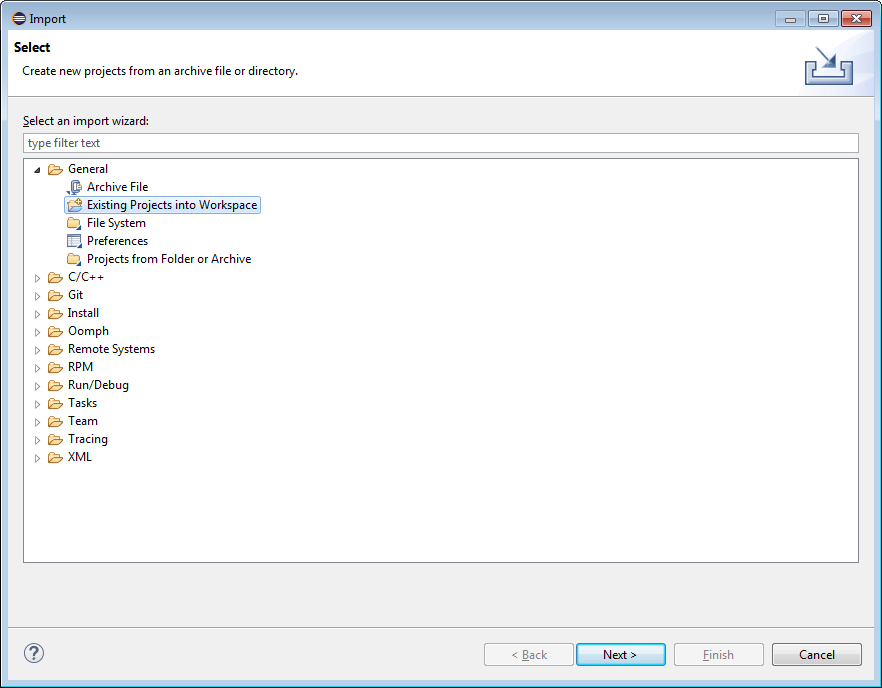 Import
Select
Create new projects from an archive file or directory.
Select an import wizard:
type filter text
General
Archive File
Existing Projects into Workspace
File System
Preferences
Projects from Folder or Archive
C/C++
Git
Install
Oomph
Remote Systems
RPM
Run/Debug
Tasks
Team
Tracing
XML
?
< Back
Next >
Finish
Cancel